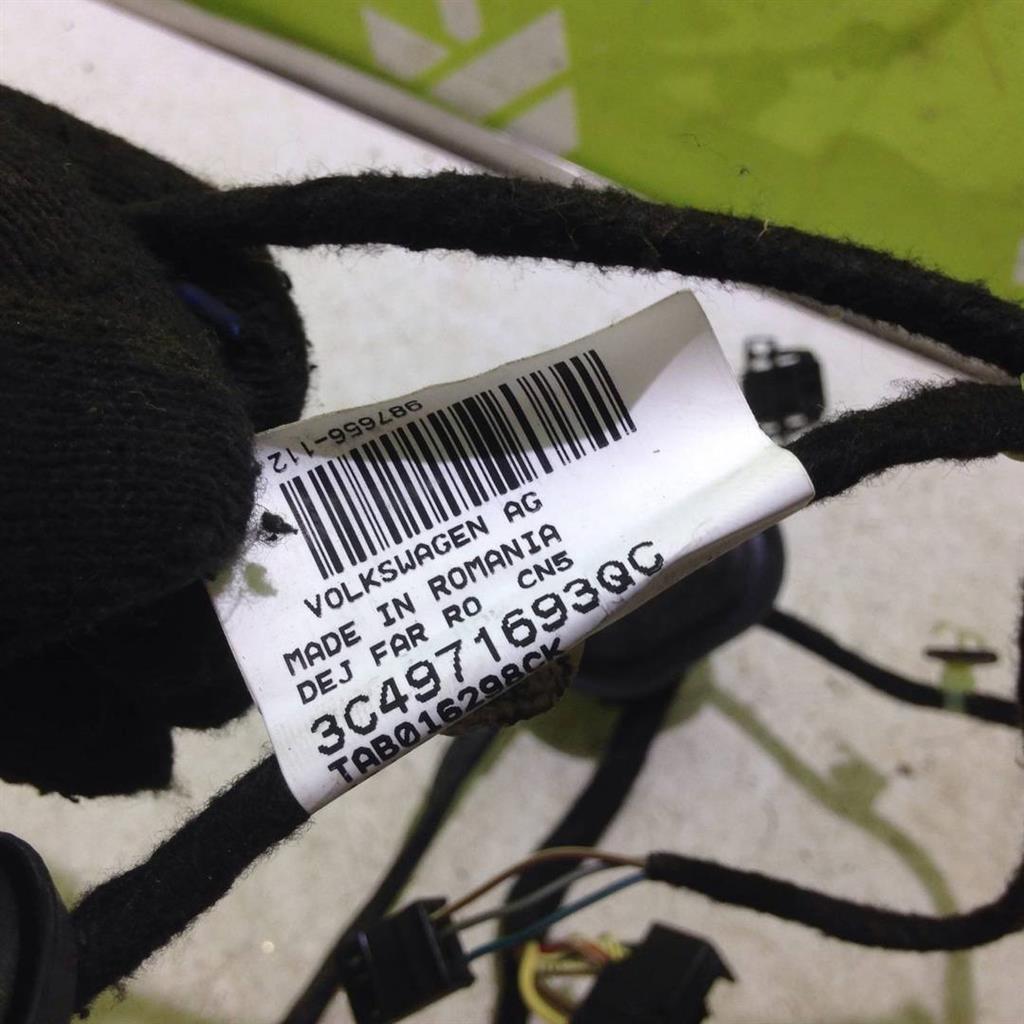 987656-112
VOLKSWAGEN AG
MADE IN ROMANIA
DEJ FAR RO CN5
3C4971693QC
TAB016298CK